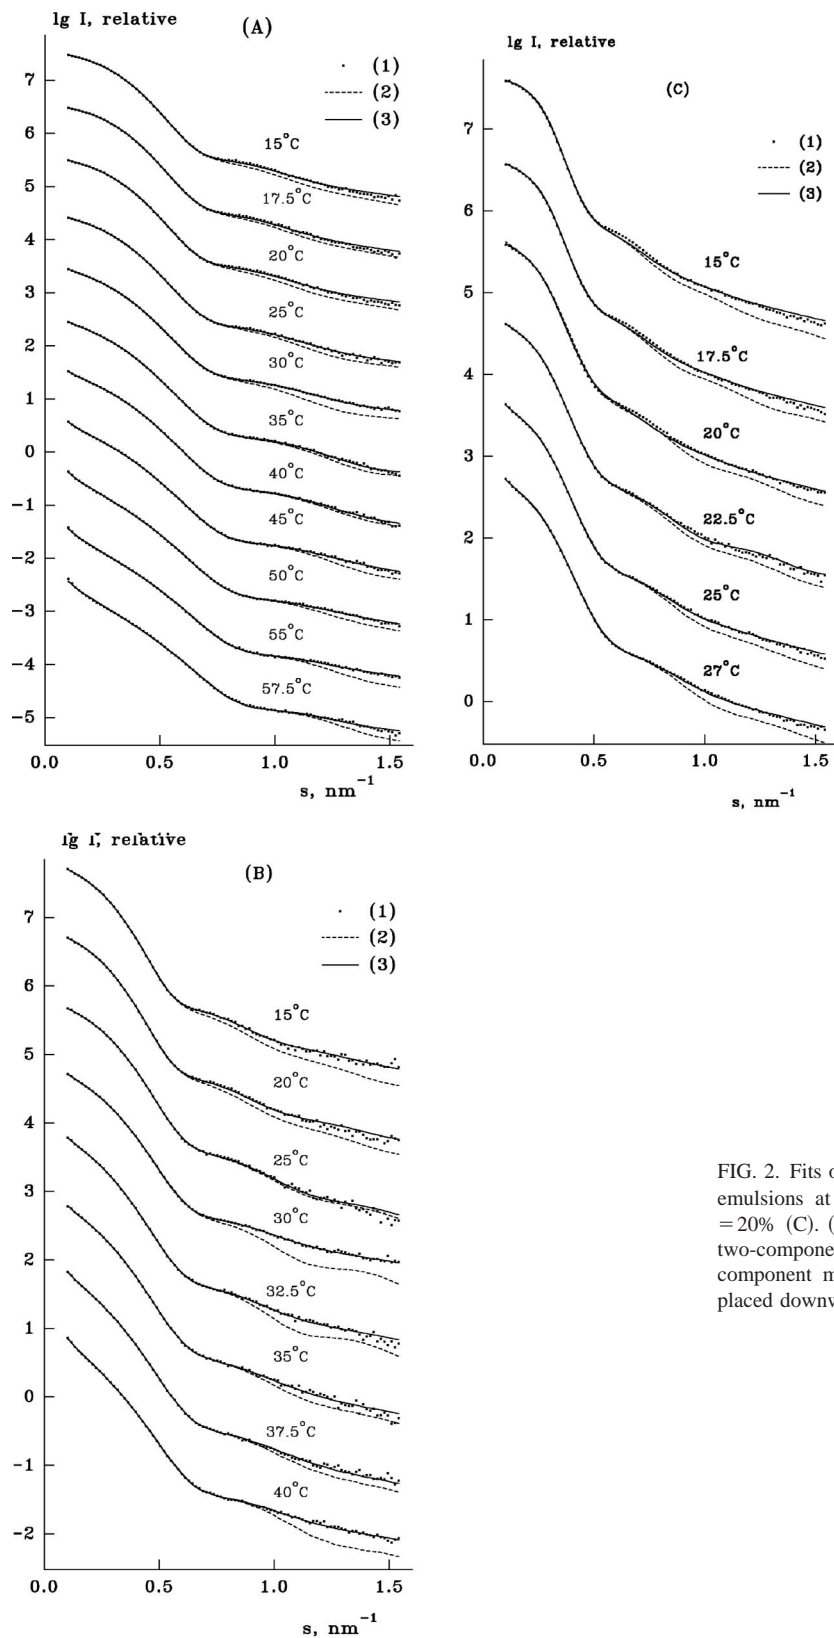 lg I, relative
(A)
(1)
(2)
(3)
7
6
5
4
3
2
1
0
−1
−2
−3
−4
−5
15°C
17.5°C
20°C
25°C
30°C
35°C
40°C
45°C
50°C
55°C
57.5°C
0.0 0.5 1.0 1.5
s, nm⁻¹
lg I, relative
(C)
(1)
(2)
(3)
7
6
5
4
3
2
1
0
15°C
17.5°C
20°C
22.5°C
25°C
27°C
0.0 0.5 1.0 1.5
s, nm⁻¹
lg I, relative
(B)
(1)
(2)
(3)
7
6
5
4
3
2
1
0
−1
−2
15°C
20°C
25°C
30°C
32.5°C
35°C
37.5°C
40°C
0.0 0.5 1.0 1.5
s, nm⁻¹
FIG. 2. Fits
emulsions at
=20% (C). (
two-compone
component m
placed downw